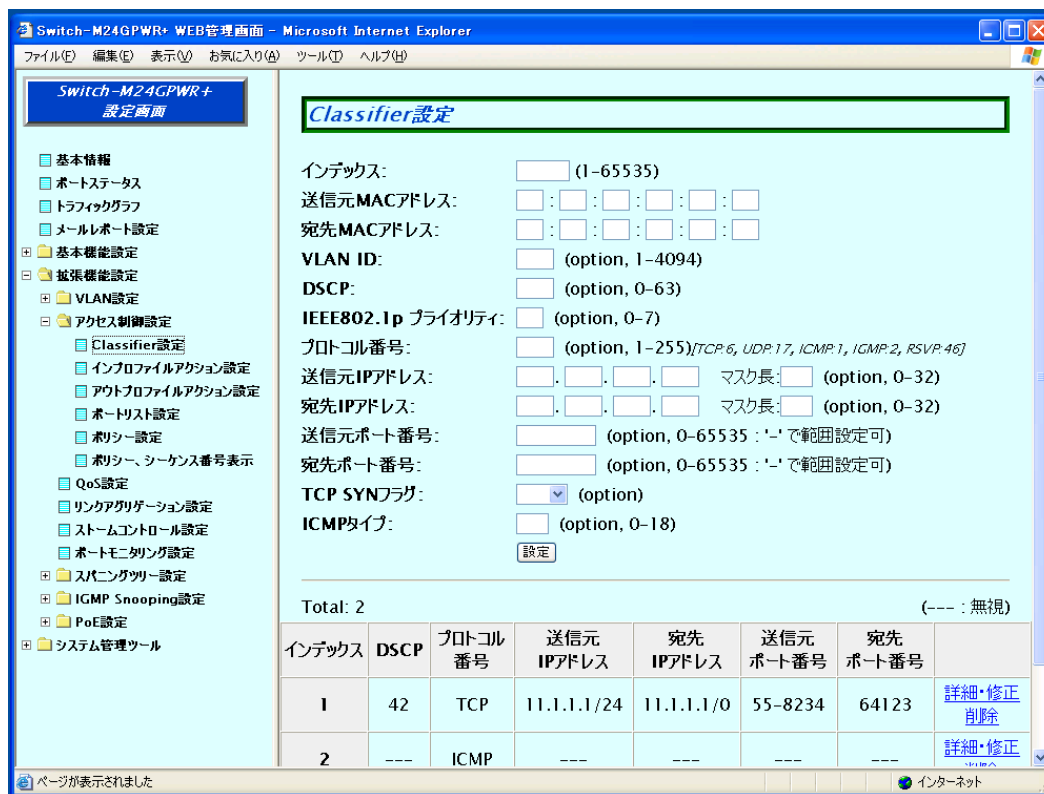 Switch-M24GPWR+ WEB管理画面 - Microsoft Internet Explorer
ファイル(F) 編集(E) 表示(V) お気に入り(A) ツール(T) ヘルプ(H)
Switch-M24GPWR+
設定画面
基本情報
ポートステータス
トラフィックグラフ
メールレポート設定
基本機能設定
拡張機能設定
VLAN設定
アクセス制御設定
Classifier設定
インプロファイルアクション設定
アウトプロファイルアクション設定
ポートリスト設定
ポリシー設定
ポリシー、シーケンス番号表示
QoS設定
リンクアグリゲーション設定
ストームコントロール設定
ポートモニタリング設定
スパニングツリー設定
IGMP Snooping設定
PoE設定
システム管理ツール
Classifier設定
インデックス: (1-65535)
送信元MACアドレス: : : : : :
宛先MACアドレス: : : : : :
VLAN ID: (option, 1-4094)
DSCP: (option, 0-63)
IEEE802.1p プライオリティ: (option, 0-7)
プロトコル番号: (option, 1-255)[TCP:6, UDP:17, ICMP:1, IGMP:2, RSVP:46]
送信元IPアドレス: . . . マスク長: (option, 0-32)
宛先IPアドレス: . . . マスク長: (option, 0-32)
送信元ポート番号: (option, 0-65535 : '-' で範囲設定可)
宛先ポート番号: (option, 0-65535 : '-' で範囲設定可)
TCP SYNフラグ: (option)
ICMPタイプ: (option, 0-18)
設定
Total: 2 (--- : 無視)
インデックス DSCP プロトコル番号 送信元IPアドレス 宛先IPアドレス 送信元ポート番号 宛先ポート番号
1 42 TCP 11.1.1.1/24 11.1.1.1/0 55-8234 64123 詳細・修正 削除
2 --- ICMP --- --- --- --- 詳細・修正
ページが表示されました インターネット